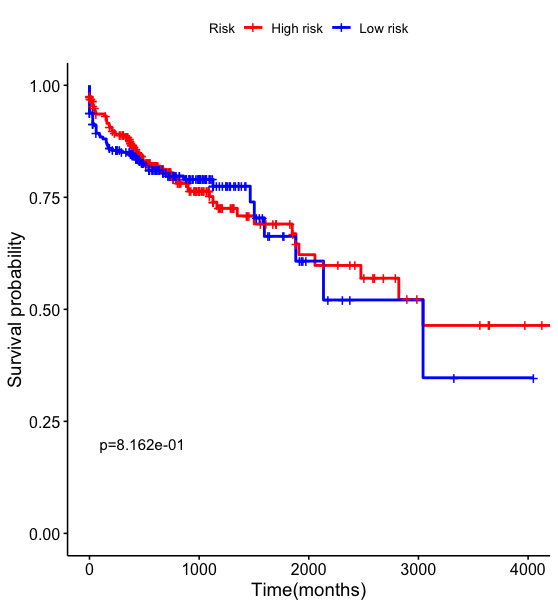 Risk High risk Low risk
1.00
0.75
0.50
0.25
0.00
Survival probability
p=8.162e-01
0 1000 2000 3000 4000
Time(months)